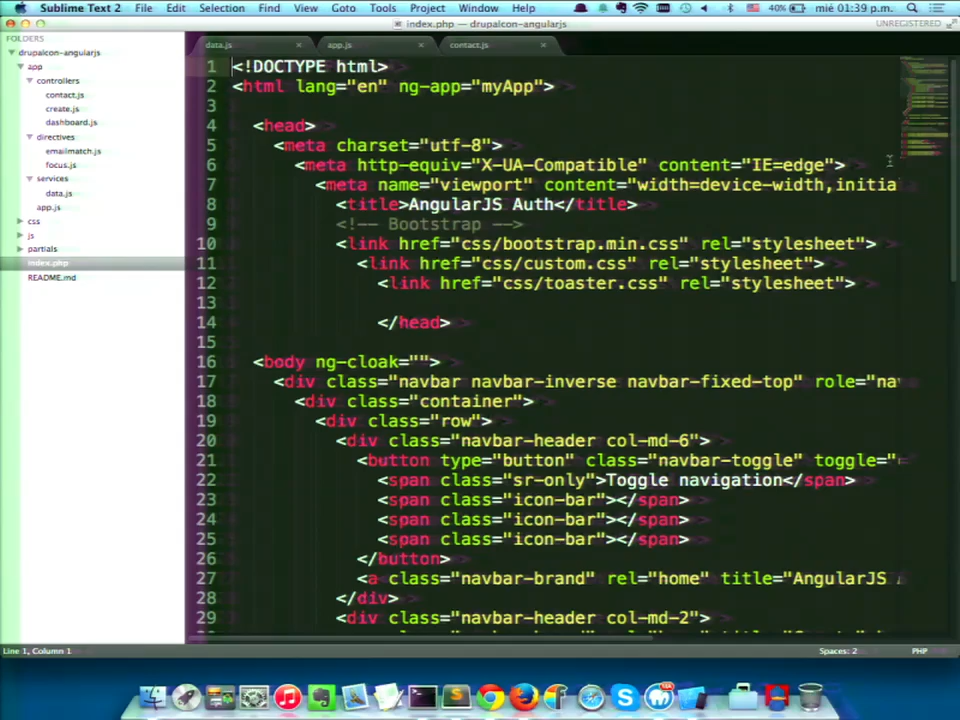 Sublime Text 2 File Edit Selection Find View Goto Tools Project Window Help 40% mié 01:39 p.m.
index.php — drupalcon-angularjs UNREGISTERED
FOLDERS
drupalcon-angularjs
app
controllers
contact.js
create.js
dashboard.js
directives
emailmatch.js
focus.js
services
data.js
app.js
css
js
partials
index.php
README.md
data.js × app.js × contact.js ×
1 <!DOCTYPE html>
2 <html lang="en" ng-app="myApp">
3
4 <head>
5 <meta charset="utf-8">
6 <meta http-equiv="X-UA-Compatible" content="IE=edge">
7 <meta name="viewport" content="width=device-width,initia
8 <title>AngularJS Auth</title>
9 <!-- Bootstrap -->
10 <link href="css/bootstrap.min.css" rel="stylesheet">
11 <link href="css/custom.css" rel="stylesheet">
12 <link href="css/toaster.css" rel="stylesheet">
13
14 </head>
15
16 <body ng-cloak="">
17 <div class="navbar navbar-inverse navbar-fixed-top" role="nav
18 <div class="container">
19 <div class="row">
20 <div class="navbar-header col-md-6">
21 <button type="button" class="navbar-toggle" toggle="
22 <span class="sr-only">Toggle navigation</span>
23 <span class="icon-bar"></span>
24 <span class="icon-bar"></span>
25 <span class="icon-bar"></span>
26 </button>
27 <a class="navbar-brand" rel="home" title="AngularJS
28 </div>
29 <div class="navbar-header col-md-2">
Line 1, Column 1 Spaces: 2 PHP